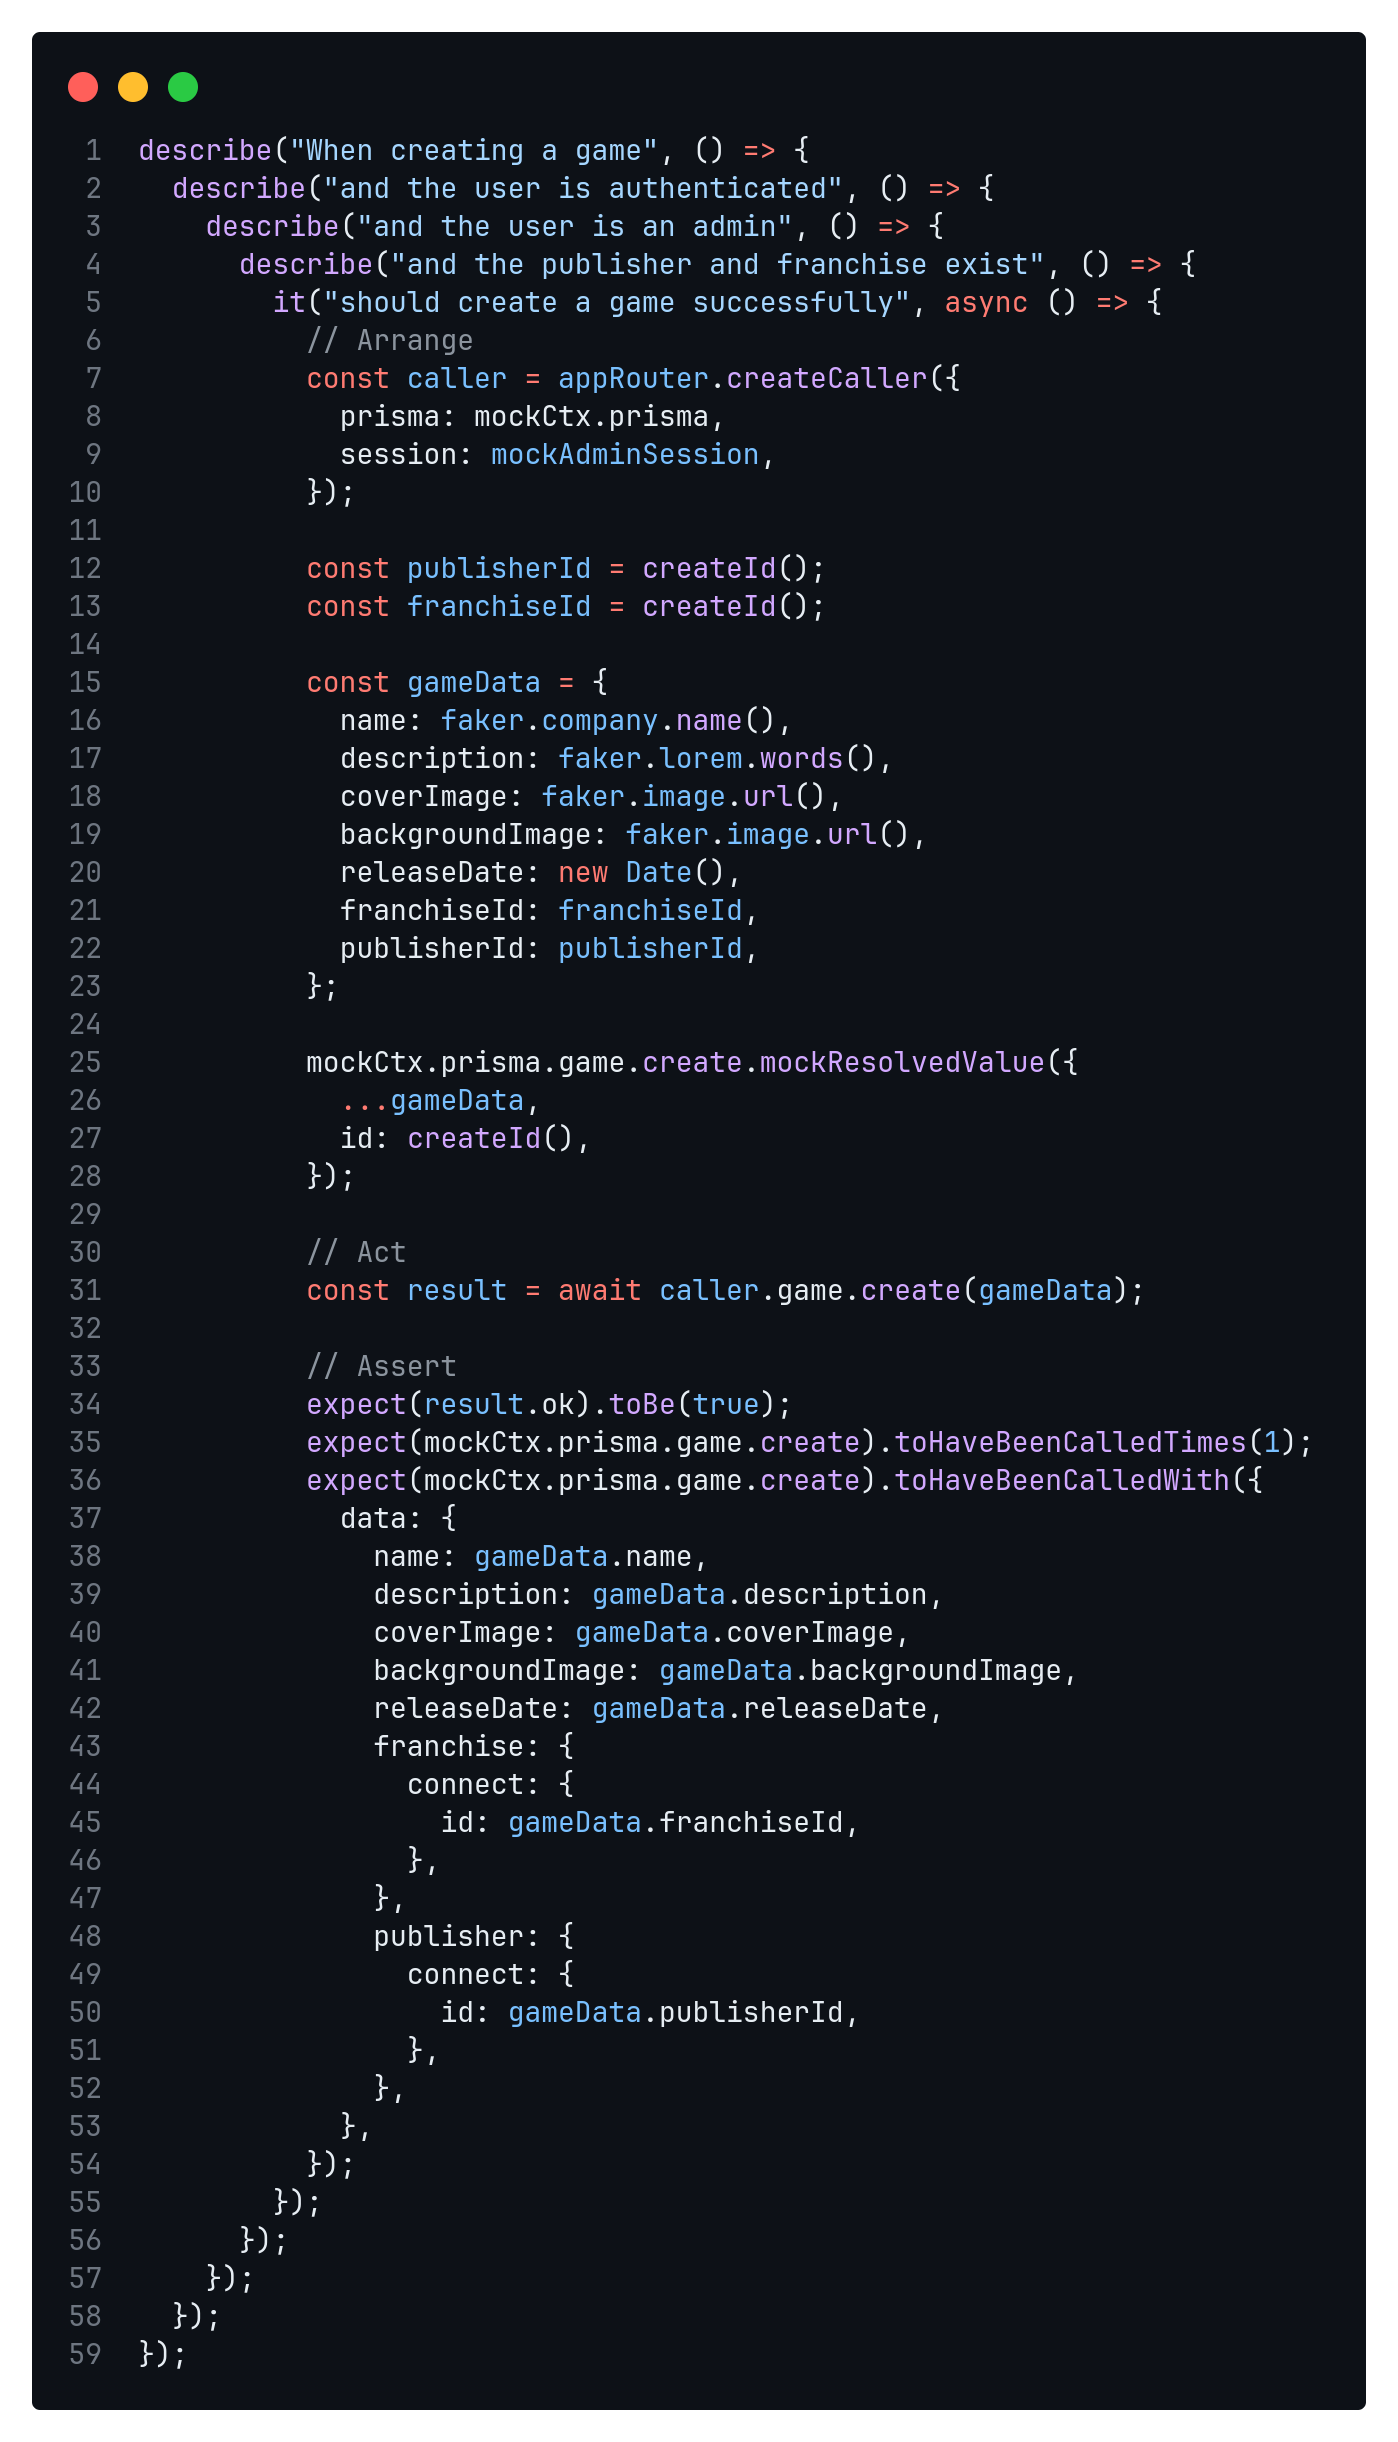 1 describe("When creating a game", () => {
2   describe("and the user is authenticated", () => {
3     describe("and the user is an admin", () => {
4       describe("and the publisher and franchise exist", () => {
5         it("should create a game successfully", async () => {
6           // Arrange
7           const caller = appRouter.createCaller({
8             prisma: mockCtx.prisma,
9             session: mockAdminSession,
10           });
11
12           const publisherId = createId();
13           const franchiseId = createId();
14
15           const gameData = {
16             name: faker.company.name(),
17             description: faker.lorem.words(),
18             coverImage: faker.image.url(),
19             backgroundImage: faker.image.url(),
20             releaseDate: new Date(),
21             franchiseId: franchiseId,
22             publisherId: publisherId,
23           };
24
25           mockCtx.prisma.game.create.mockResolvedValue({
26             ...gameData,
27             id: createId(),
28           });
29
30           // Act
31           const result = await caller.game.create(gameData);
32
33           // Assert
34           expect(result.ok).toBe(true);
35           expect(mockCtx.prisma.game.create).toHaveBeenCalledTimes(1);
36           expect(mockCtx.prisma.game.create).toHaveBeenCalledWith({
37             data: {
38               name: gameData.name,
39               description: gameData.description,
40               coverImage: gameData.coverImage,
41               backgroundImage: gameData.backgroundImage,
42               releaseDate: gameData.releaseDate,
43               franchise: {
44                 connect: {
45                   id: gameData.franchiseId,
46                 },
47               },
48               publisher: {
49                 connect: {
50                   id: gameData.publisherId,
51                 },
52               },
53             },
54           });
55         });
56       });
57     });
58   });
59 });